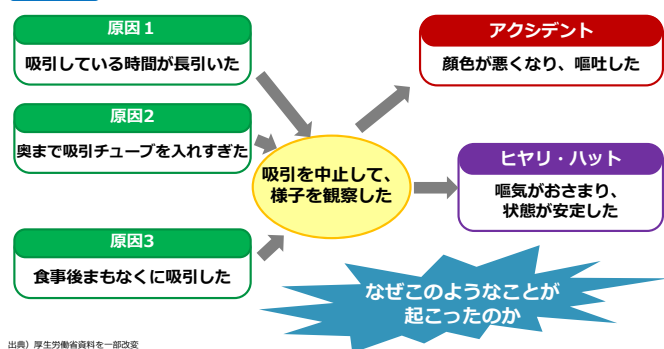 原因１
吸引している時間が長引いた
原因2
奥まで吸引チューブを入れすぎた
原因3
食事後まもなくに吸引した
吸引を中止して、
様子を観察した
アクシデント
顔色が悪くなり、嘔吐した
ヒヤリ・ハット
嘔気がおさまり、
状態が安定した
なぜこのようなことが
起こったのか
出典）厚生労働省資料を一部改変